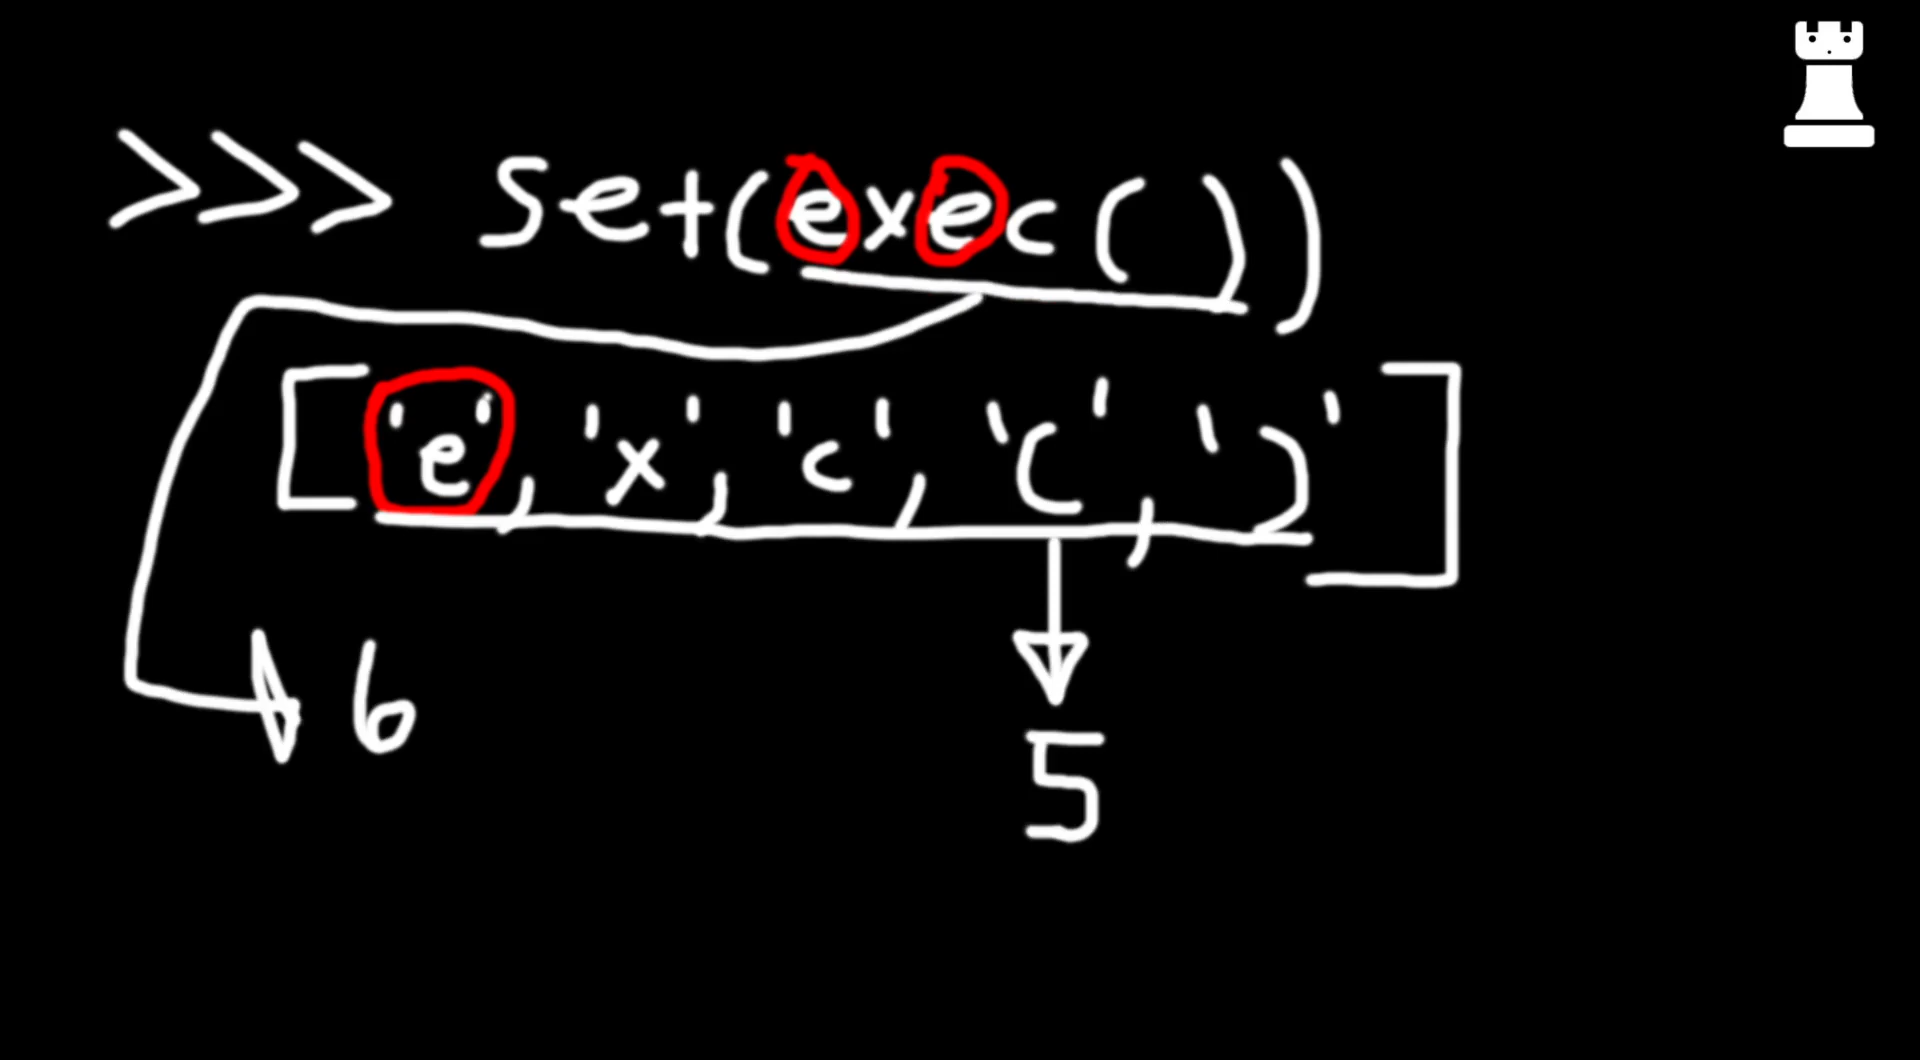 >>> set(exec())
['e', 'x', 'c', '(', ')']
6
5